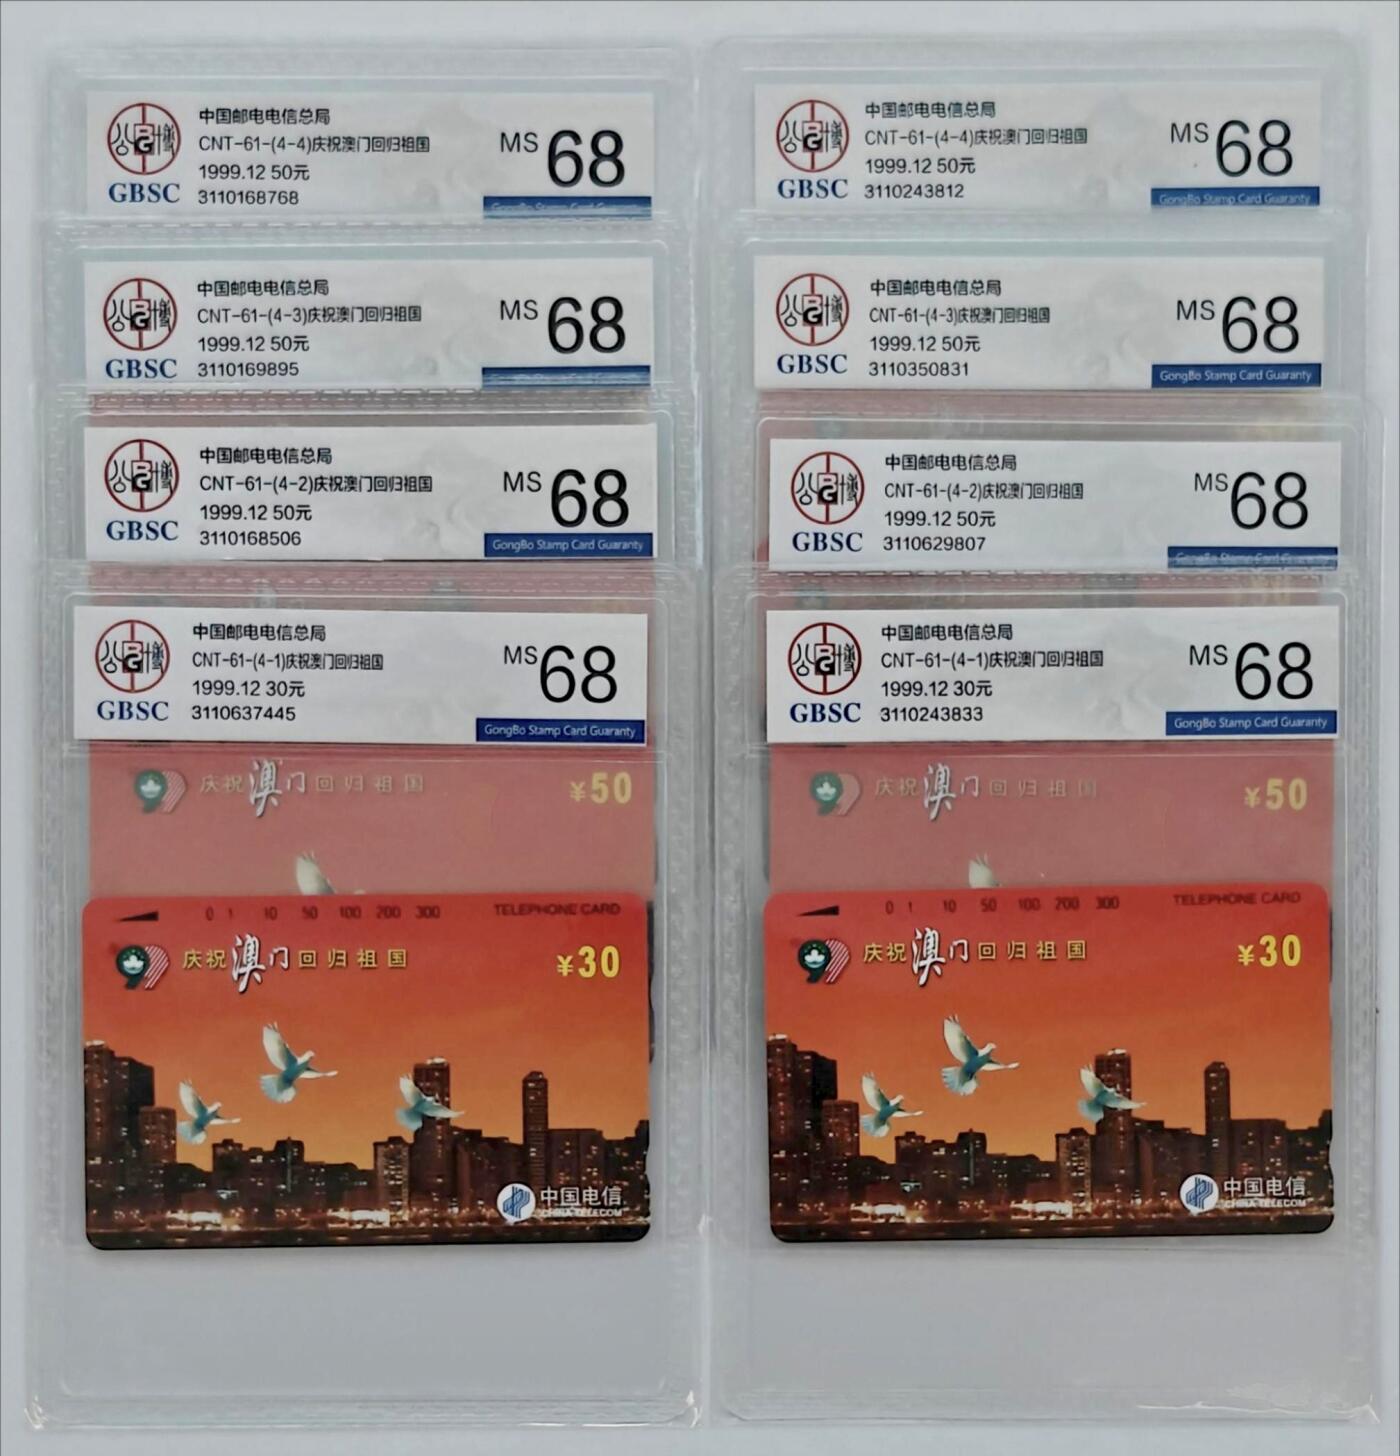 中国邮电电信总局
CNT-61-(4-4)庆祝澳门回归祖国
1999.12 50元
3110168768
GBSC
MS 68
GongBo Stamp Card Guaranty
中国邮电电信总局
CNT-61-(4-3)庆祝澳门回归祖国
1999.12 50元
3110169895
GBSC
MS 68
中国邮电电信总局
CNT-61-(4-2)庆祝澳门回归祖国
1999.12 50元
3110168506
GBSC
MS 68
GongBo Stamp Card Guaranty
中国邮电电信总局
CNT-61-(4-1)庆祝澳门回归祖国
1999.12 30元
3110637445
GBSC
MS 68
GongBo Stamp Card Guaranty
庆祝澳门回归祖国
¥50
0 1 10 50 100 200 300
TELEPHONE CARD
庆祝澳门回归祖国
¥30
中国电信
CHINA TELECOM
中国邮电电信总局
CNT-61-(4-4)庆祝澳门回归祖国
1999.12 50元
3110243812
GBSC
MS 68
GongBo Stamp Card Guaranty
中国邮电电信总局
CNT-61-(4-3)庆祝澳门回归祖国
1999.12 50元
3110350831
GBSC
MS 68
GongBo Stamp Card Guaranty
中国邮电电信总局
CNT-61-(4-2)庆祝澳门回归祖国
1999.12 50元
3110629807
GBSC
MS 68
GongBo Stamp Card Guaranty
中国邮电电信总局
CNT-61-(4-1)庆祝澳门回归祖国
1999.12 30元
3110243833
GBSC
MS 68
GongBo Stamp Card Guaranty
庆祝澳门回归祖国
¥50
0 1 10 50 100 200 300
TELEPHONE CARD
庆祝澳门回归祖国
¥30
中国电信
CHINA TELECOM